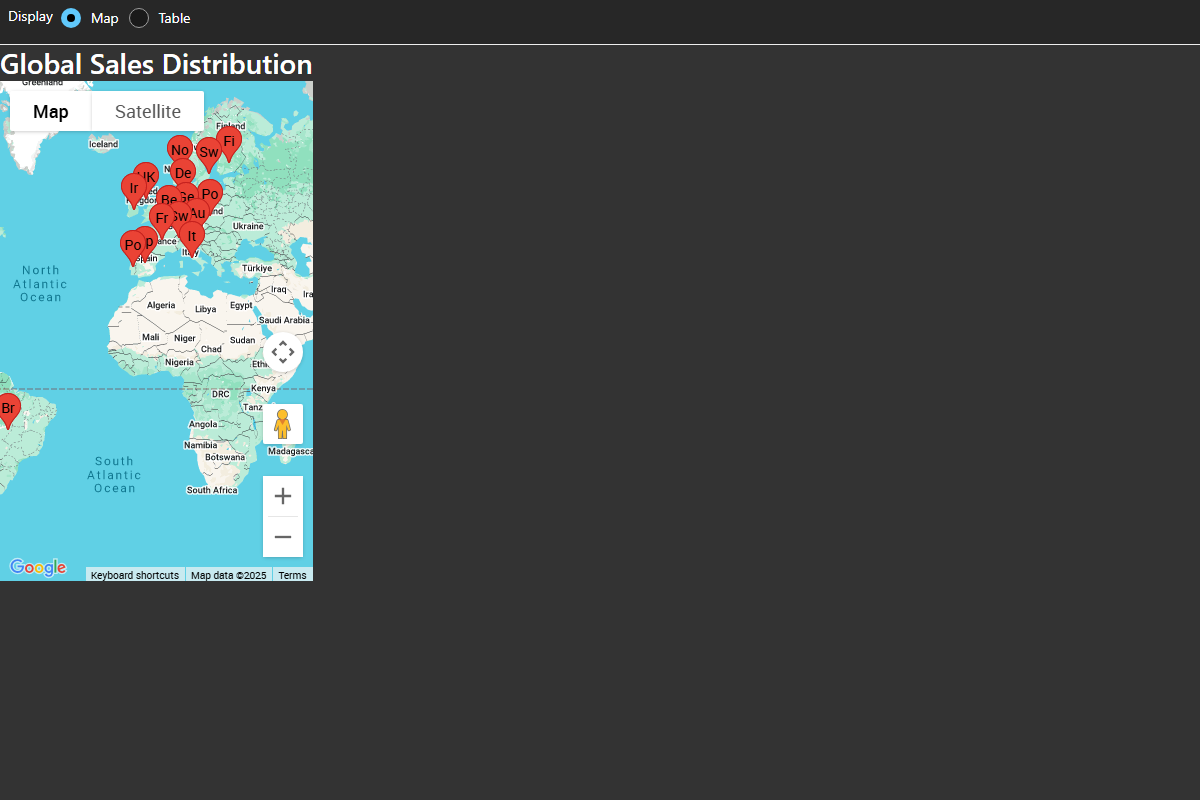 Display Map Table
Global Sales Distribution
Greenland
Map Satellite
Finland
Iceland
Fi
No
Sw
De
UK
Ir
Po
Be
Ge
Au
Fr
Sw
Ukraine
It
Po
Italy
Spain
Türkiye
North
Atlantic
Ocean
Iraq
Algeria
Libya
Egypt
Saudi Arabia
Mali
Niger
Sudan
Chad
Nigeria
Kenya
DRC
Br
Angola
Namibia
Botswana
South
Atlantic
Ocean
South Africa
Google
Keyboard shortcuts Map data ©2025 Terms